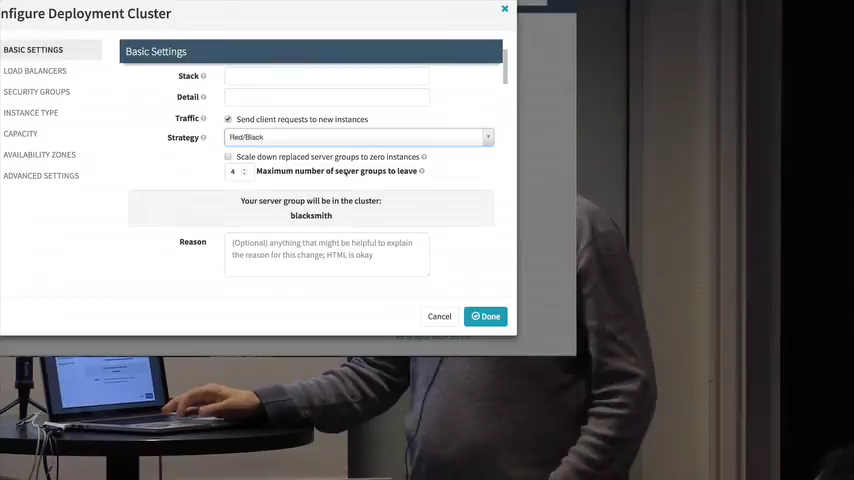 nfigure Deployment Cluster
BASIC SETTINGS
LOAD BALANCERS
SECURITY GROUPS
INSTANCE TYPE
CAPACITY
AVAILABILITY ZONES
ADVANCED SETTINGS
Basic Settings
Stack
Detail
Traffic
Send client requests to new instances
Strategy
Red/Black
Scale down replaced server groups to zero instances
4 Maximum number of server groups to leave
Your server group will be in the cluster:
blacksmith
Reason
(Optional) anything that might be helpful to explain
the reason for this change; HTML is okay
Cancel
Done